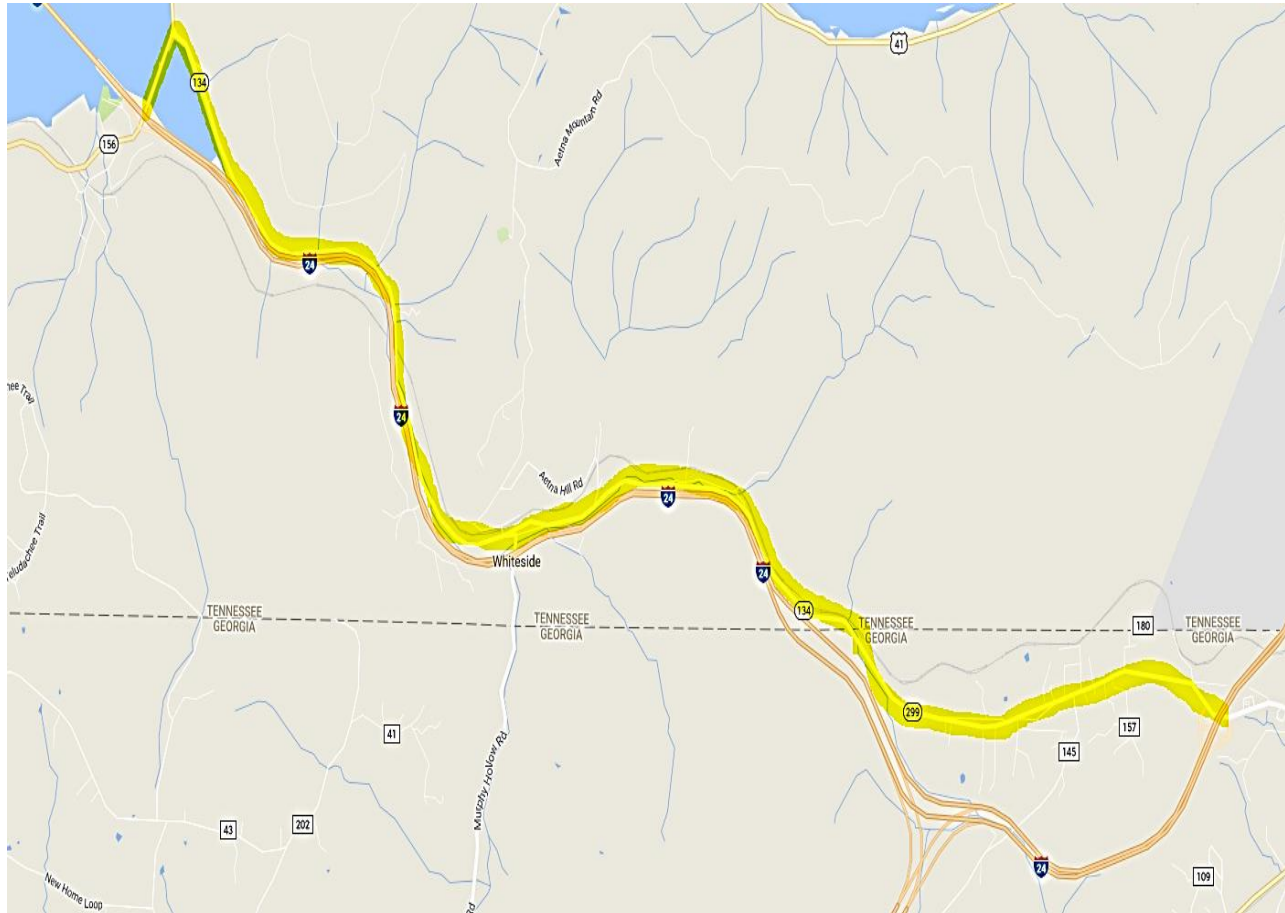 41
134
156
Aetna Mountain Rd
24
24
Aetna Hill Rd
24
Whiteside
24
TENNESSEE
GEORGIA
TENNESSEE
GEORGIA
134
TENNESSEE
GEORGIA
180
TENNESSEE
GEORGIA
299
41
157
145
Murphy Hollow Rd
43
202
24
109
New Home Loop
Rd